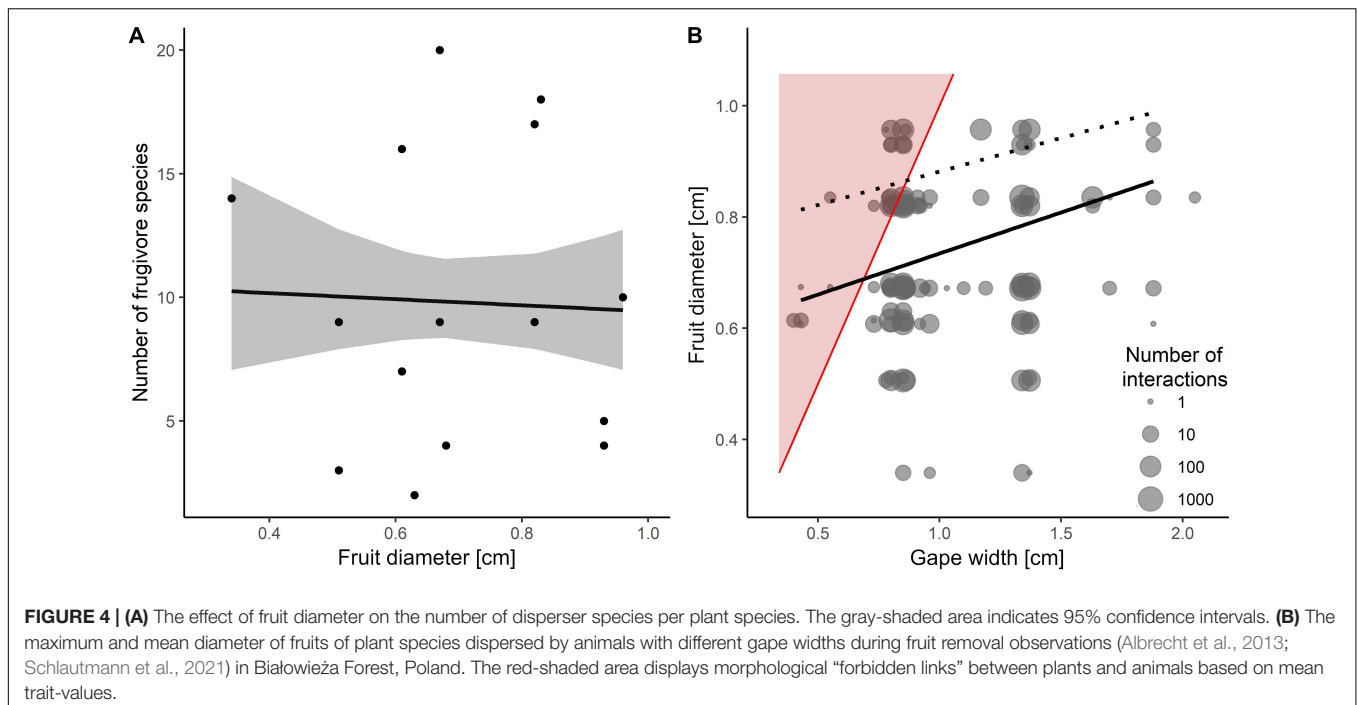 A
20
15
10
5
Number of frugivore species
0.4
0.6
0.8
1.0
Fruit diameter [cm]
B
1.0
0.8
0.6
0.4
Fruit diameter [cm]
0.5
1.0
1.5
2.0
Gape width [cm]
Number of
interactions
1
10
100
1000
FIGURE 4 | (A) The effect of fruit diameter on the number of disperser species per plant species. The gray-shaded area indicates 95% confidence intervals. (B) The
maximum and mean diameter of fruits of plant species dispersed by animals with different gape widths during fruit removal observations (Albrecht et al., 2013;
Schlautmann et al., 2021) in Białowieża Forest, Poland. The red-shaded area displays morphological “forbidden links” between plants and animals based on mean
trait-values.